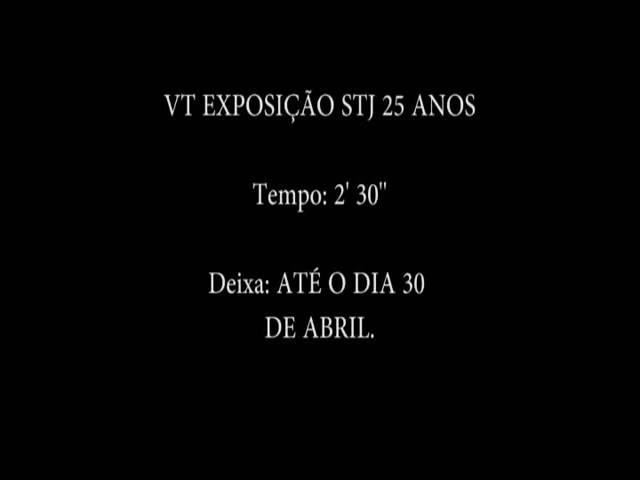 VT EXPOSIÇÃO STJ 25 ANOS
Tempo: 2' 30"
Deixa: ATÉ O DIA 30
DE ABRIL.